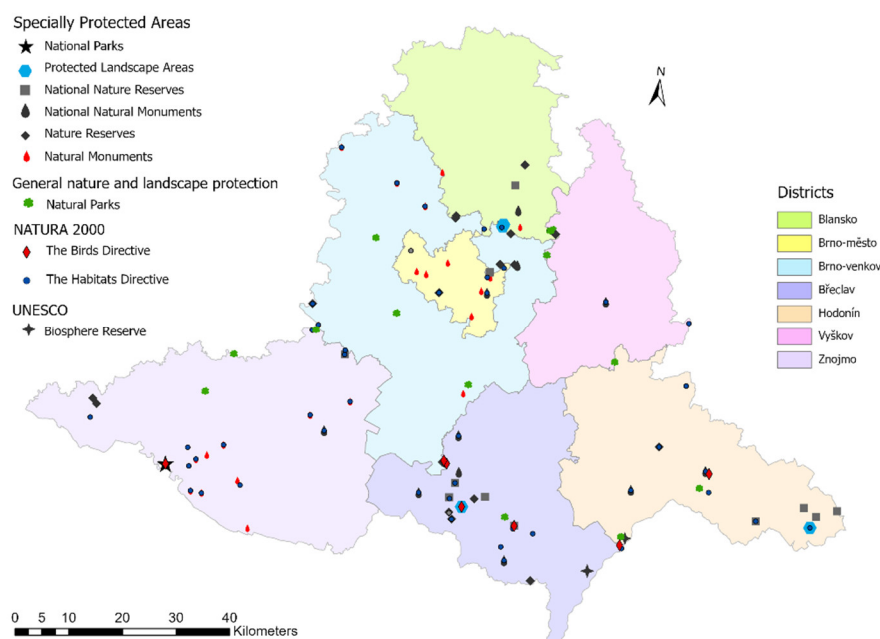 Specially Protected Areas
National Parks
Protected Landscape Areas
National Nature Reserves
National Natural Monuments
Nature Reserves
Natural Monuments
General nature and landscape protection
Natural Parks
NATURA 2000
The Birds Directive
The Habitats Directive
UNESCO
Biosphere Reserve
N
Districts
Blansko
Brno-město
Brno-venkov
Břeclav
Hodonín
Vyškov
Znojmo
0 5 10 20 30 40
Kilometers